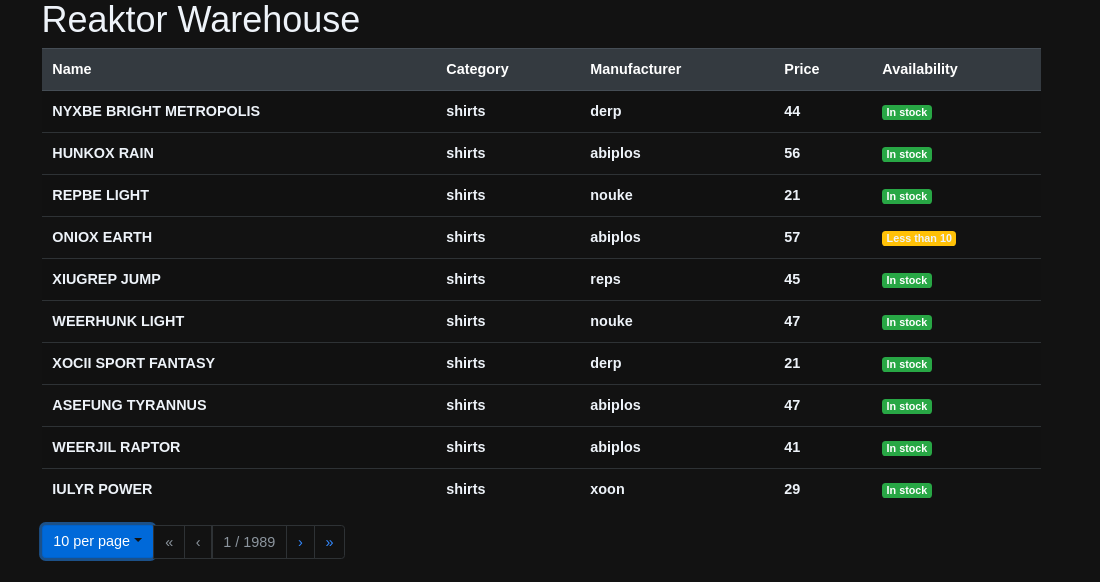 Reaktor Warehouse
Name Category Manufacturer Price Availability
NYXBE BRIGHT METROPOLIS shirts derp 44 In stock
HUNKOX RAIN shirts abiplos 56 In stock
REPBE LIGHT shirts nouke 21 In stock
ONIOX EARTH shirts abiplos 57 Less than 10
XIUGREP JUMP shirts reps 45 In stock
WEERHUNK LIGHT shirts nouke 47 In stock
XOCII SPORT FANTASY shirts derp 21 In stock
ASEFUNG TYRANNUS shirts abiplos 47 In stock
WEERJIL RAPTOR shirts abiplos 41 In stock
IULYR POWER shirts xoon 29 In stock
10 per page « ‹ 1 / 1989 › »